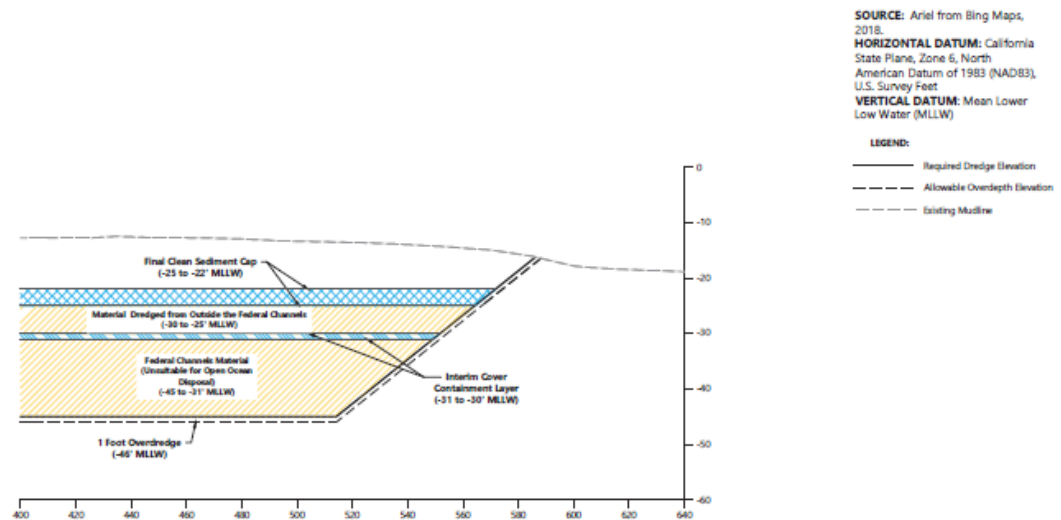 SOURCE: Ariel from Bing Maps,
2018.
HORIZONTAL DATUM: California
State Plane, Zone 6, North
American Datum of 1983 (NAD83),
U.S. Survey Feet
VERTICAL DATUM: Mean Lower
Low Water (MLLW)
LEGEND:
Required Dredge Elevation
Allowable Overdepth Elevation
Existing Mudline
0
-10
-20
-30
-40
-50
-60
Final Clean Sediment Cap
(-25 to -22' MLLW)
Material Dredged from Outside the Federal Channels
(-30 to -25' MLLW)
Federal Channels Material
(Unsuitable for Open Ocean
Disposal)
(-45 to -31' MLLW)
Interim Cover
Containment Layer
(-31 to -30' MLLW)
1 Foot Overdredge
(-46' MLLW)
400 420 440 460 480 500 520 540 560 580 600 620 640